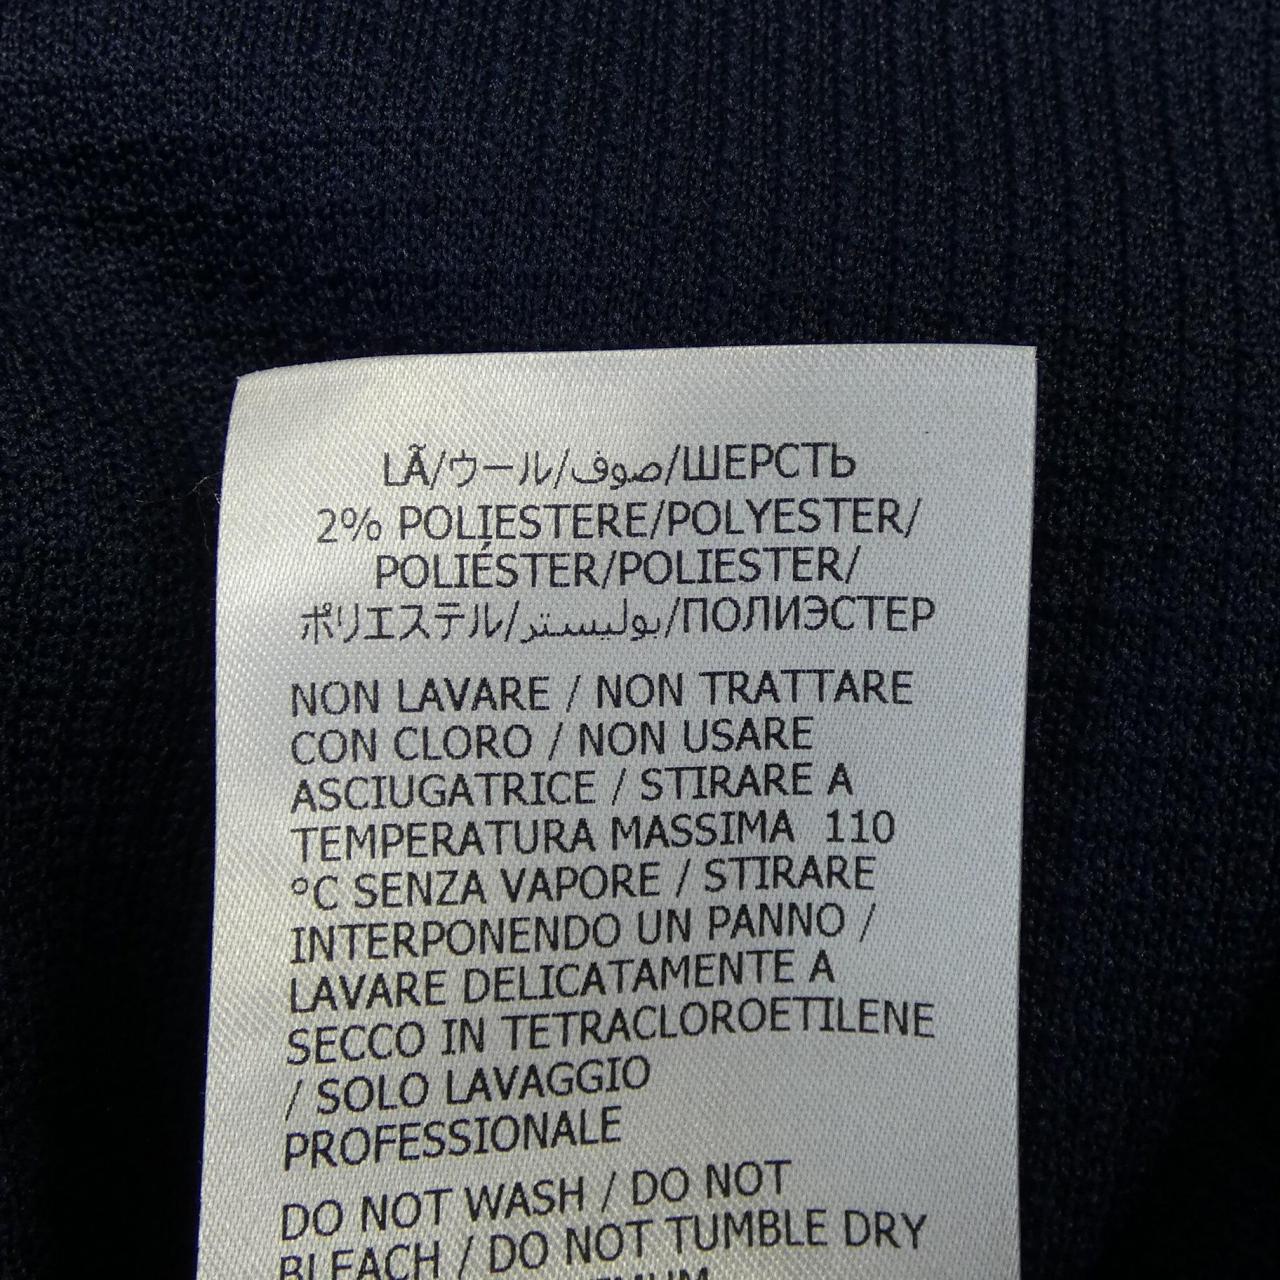 LÃ/ウール/صوف/ШЕРСТЬ
2% POLIESTERE/POLYESTER/
POLIÉSTER/POLIESTER/
ポリエステル/بوليستر/ПОЛИЭСТЕР
NON LAVARE / NON TRATTARE
CON CLORO / NON USARE
ASCIUGATRICE / STIRARE A
TEMPERATURA MASSIMA 110
°C SENZA VAPORE / STIRARE
INTERPONENDO UN PANNO /
LAVARE DELICATAMENTE A
SECCO IN TETRACLOROETILENE
/ SOLO LAVAGGIO
PROFESSIONALE
DO NOT WASH / DO NOT
BLEACH / DO NOT TUMBLE DRY